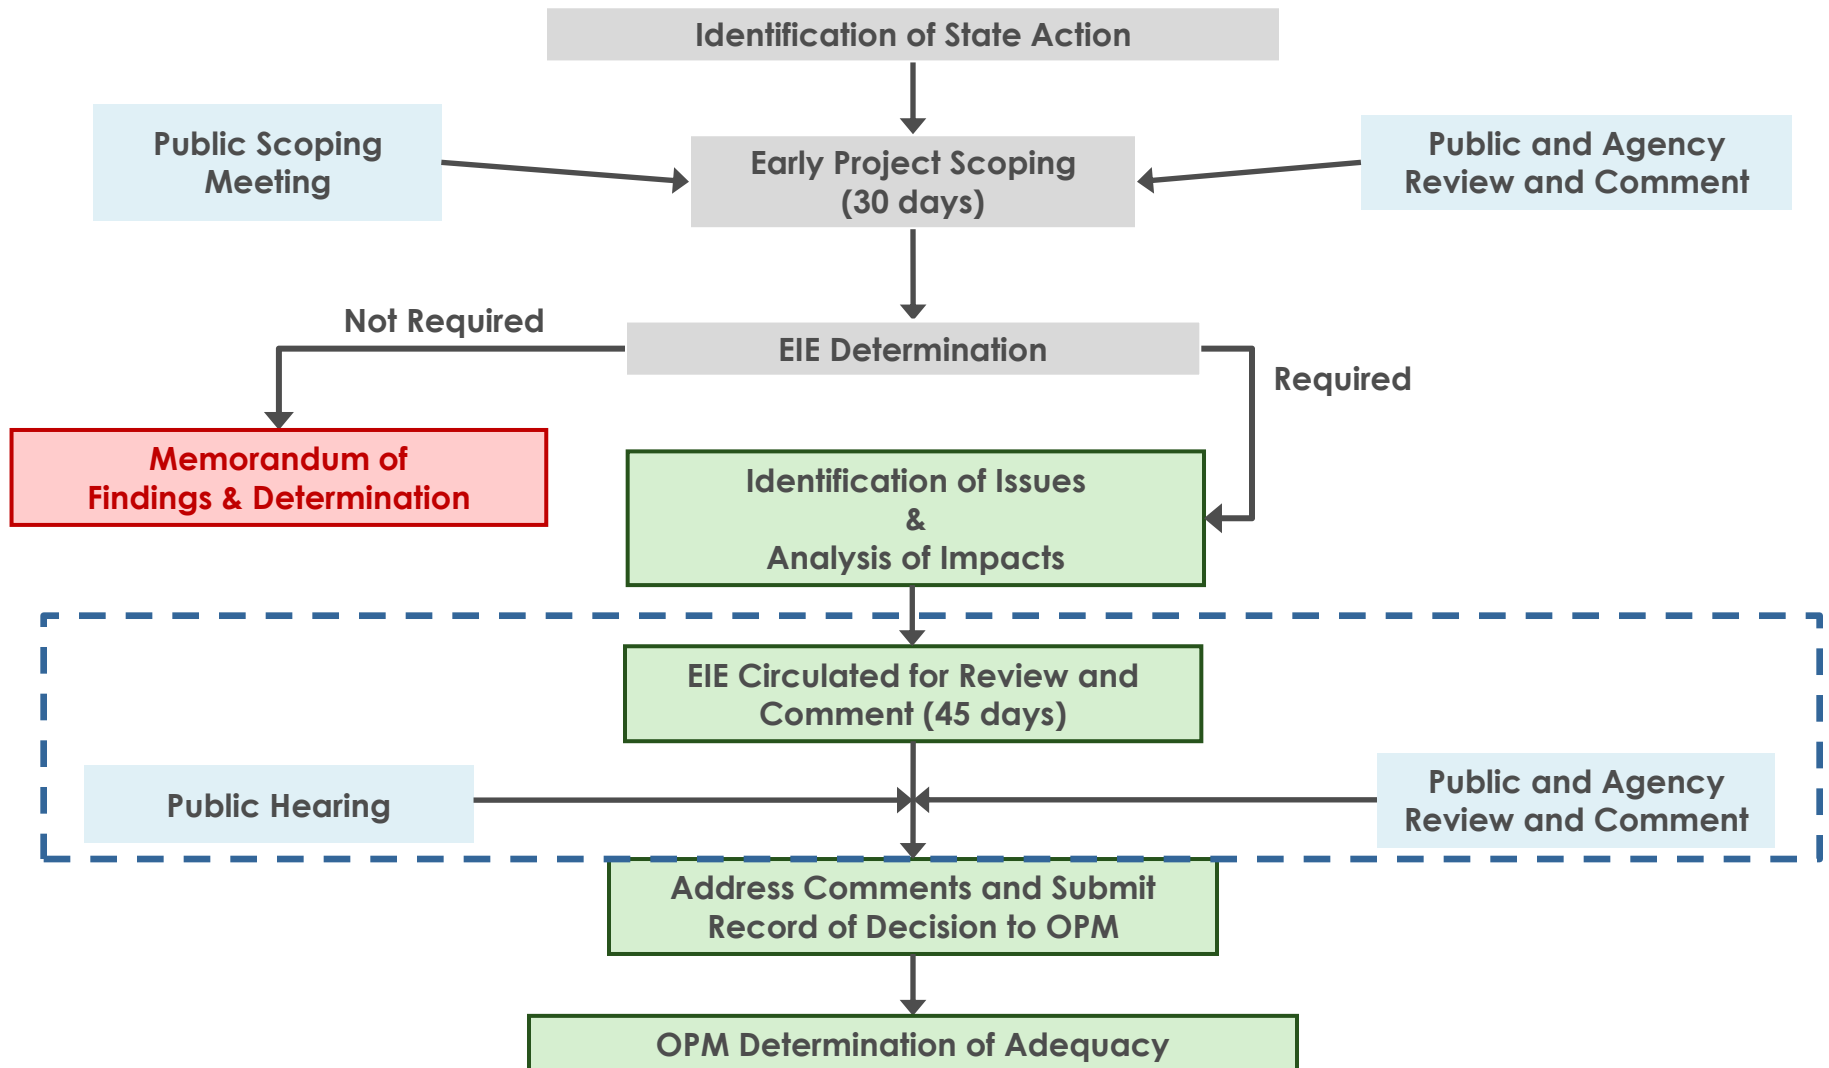 Identification of State Action
Public Scoping
Meeting
Early Project Scoping
(30 days)
Public and Agency
Review and Comment
Not Required
EIE Determination
Required
Memorandum of
Findings & Determination
Identification of Issues
&
Analysis of Impacts
EIE Circulated for Review and
Comment (45 days)
Public Hearing
Public and Agency
Review and Comment
Address Comments and Submit
Record of Decision to OPM
OPM Determination of Adequacy